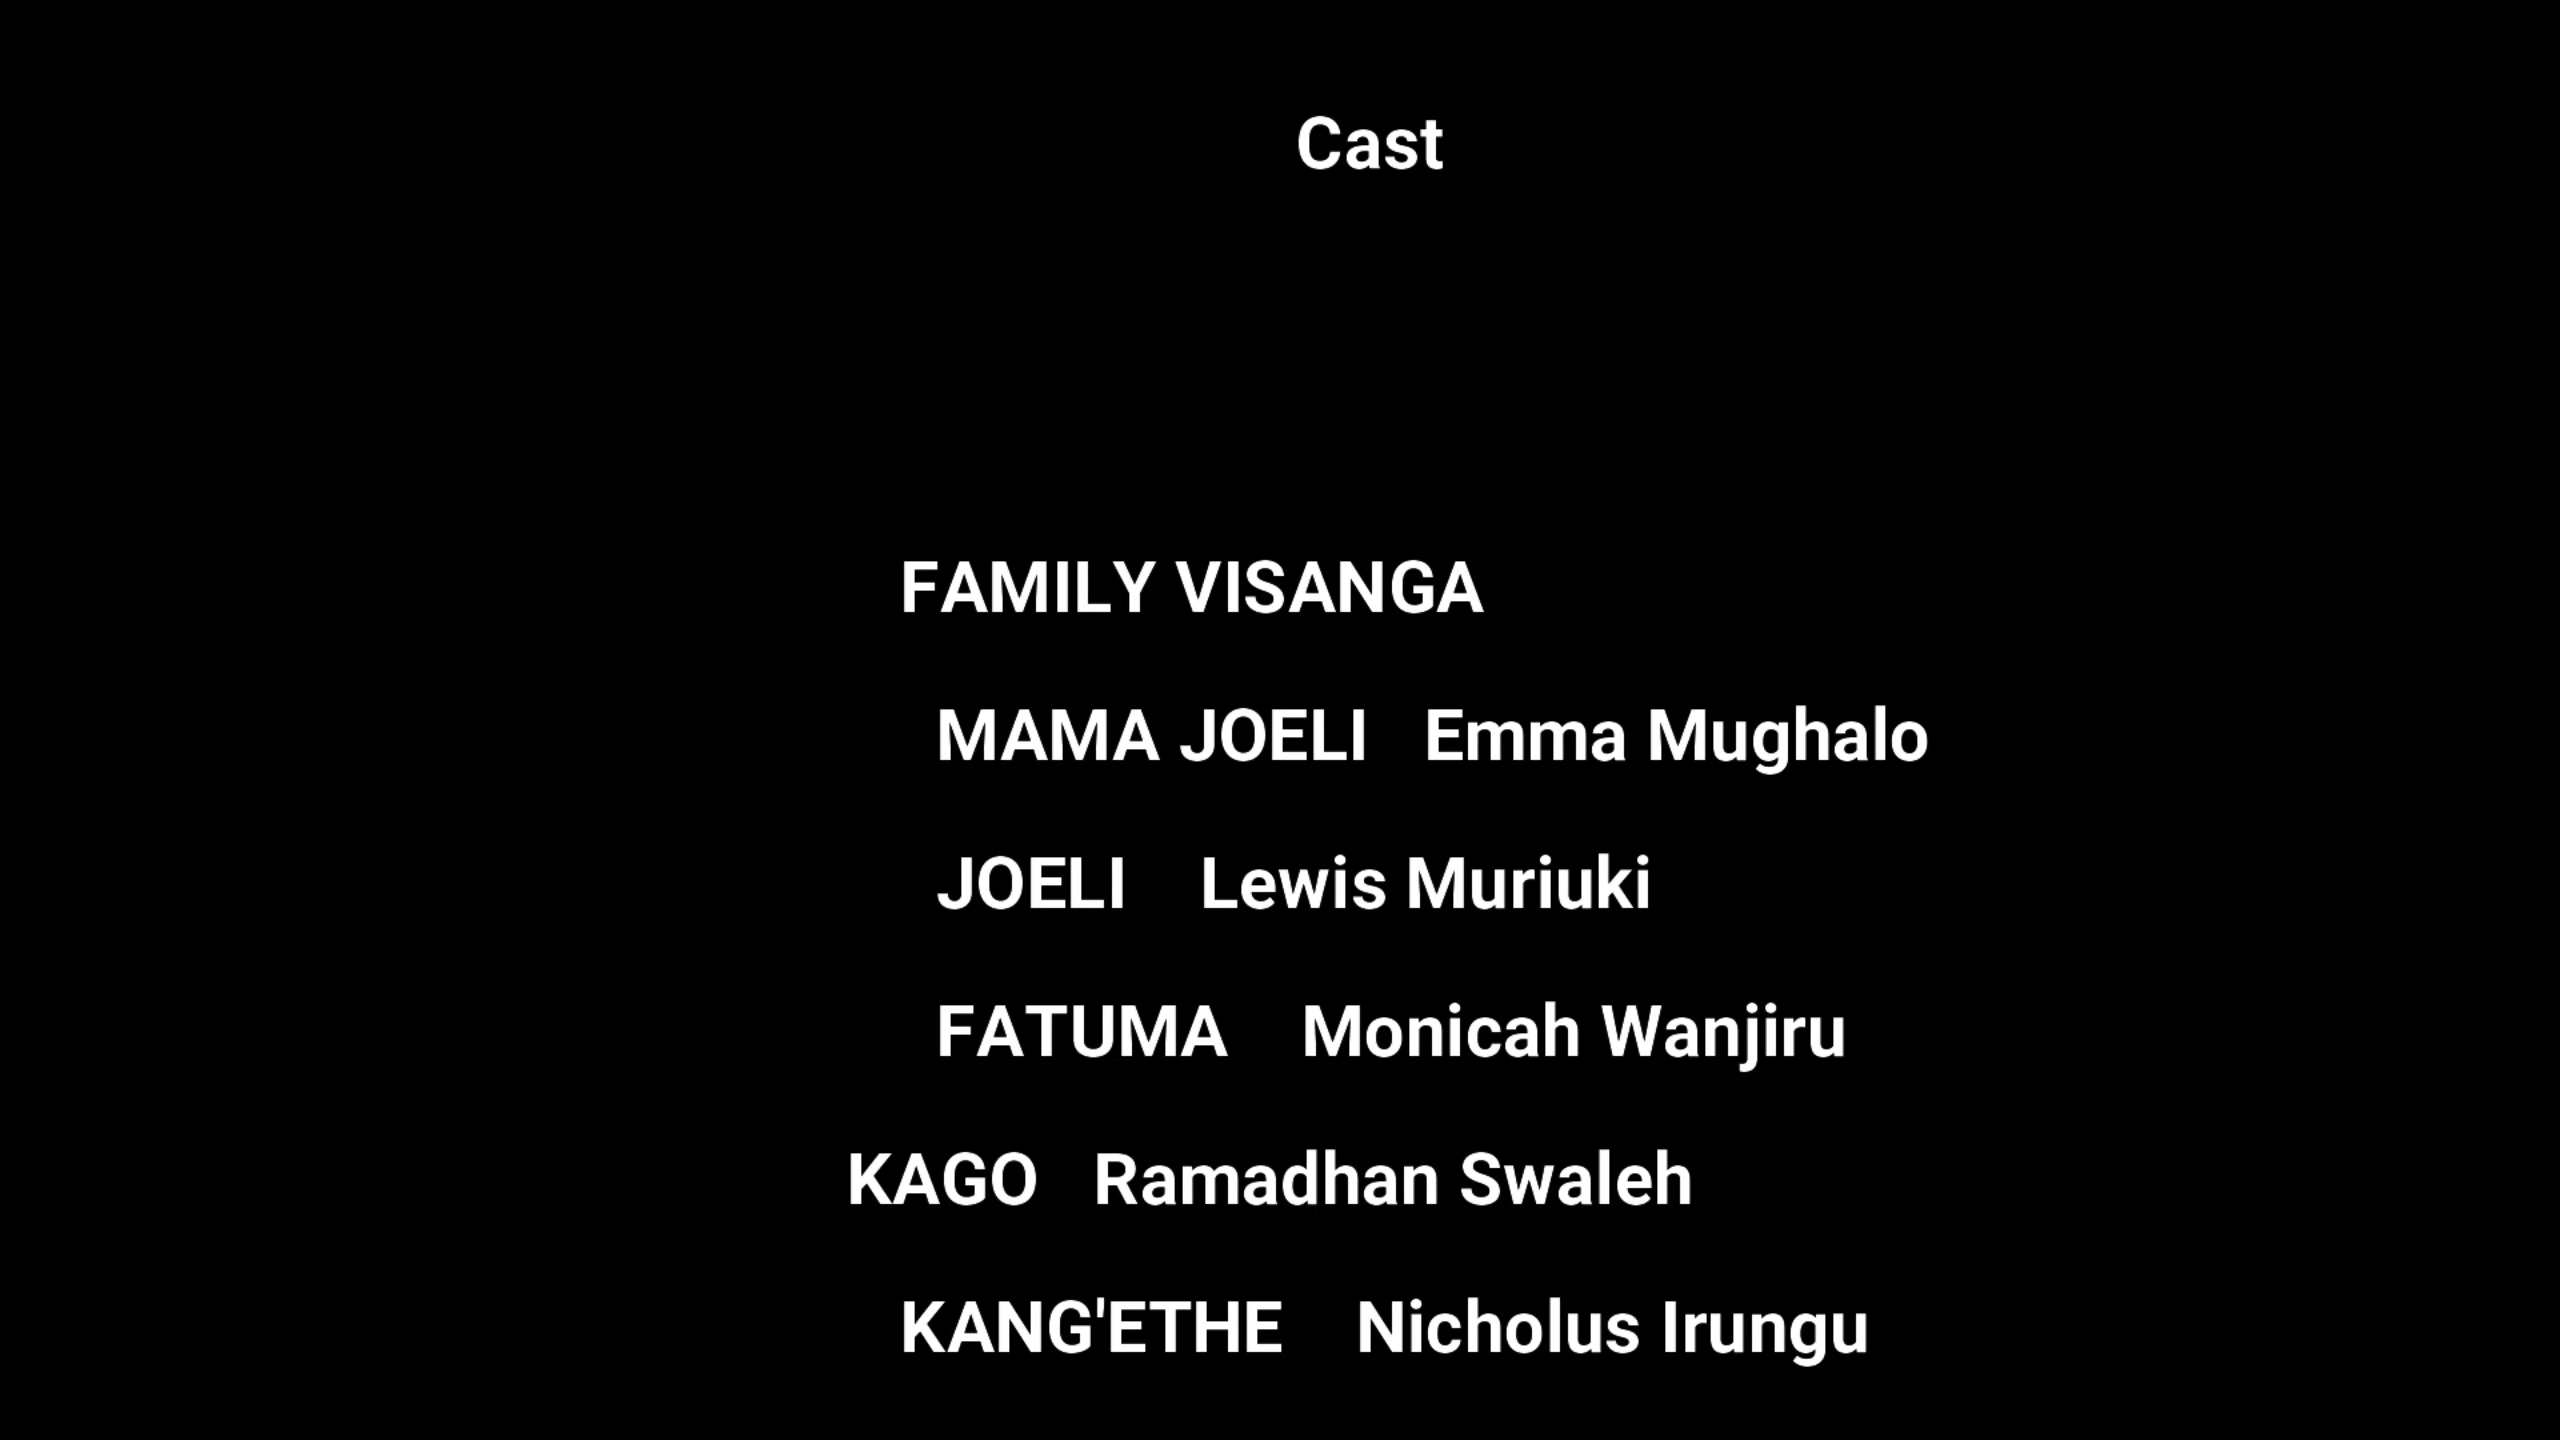 Cast
FAMILY VISANGA
MAMA JOELI Emma Mughalo
JOELI Lewis Muriuki
FATUMA Monicah Wanjiru
KAGO Ramadhan Swaleh
KANG'ETHE Nicholus Irungu